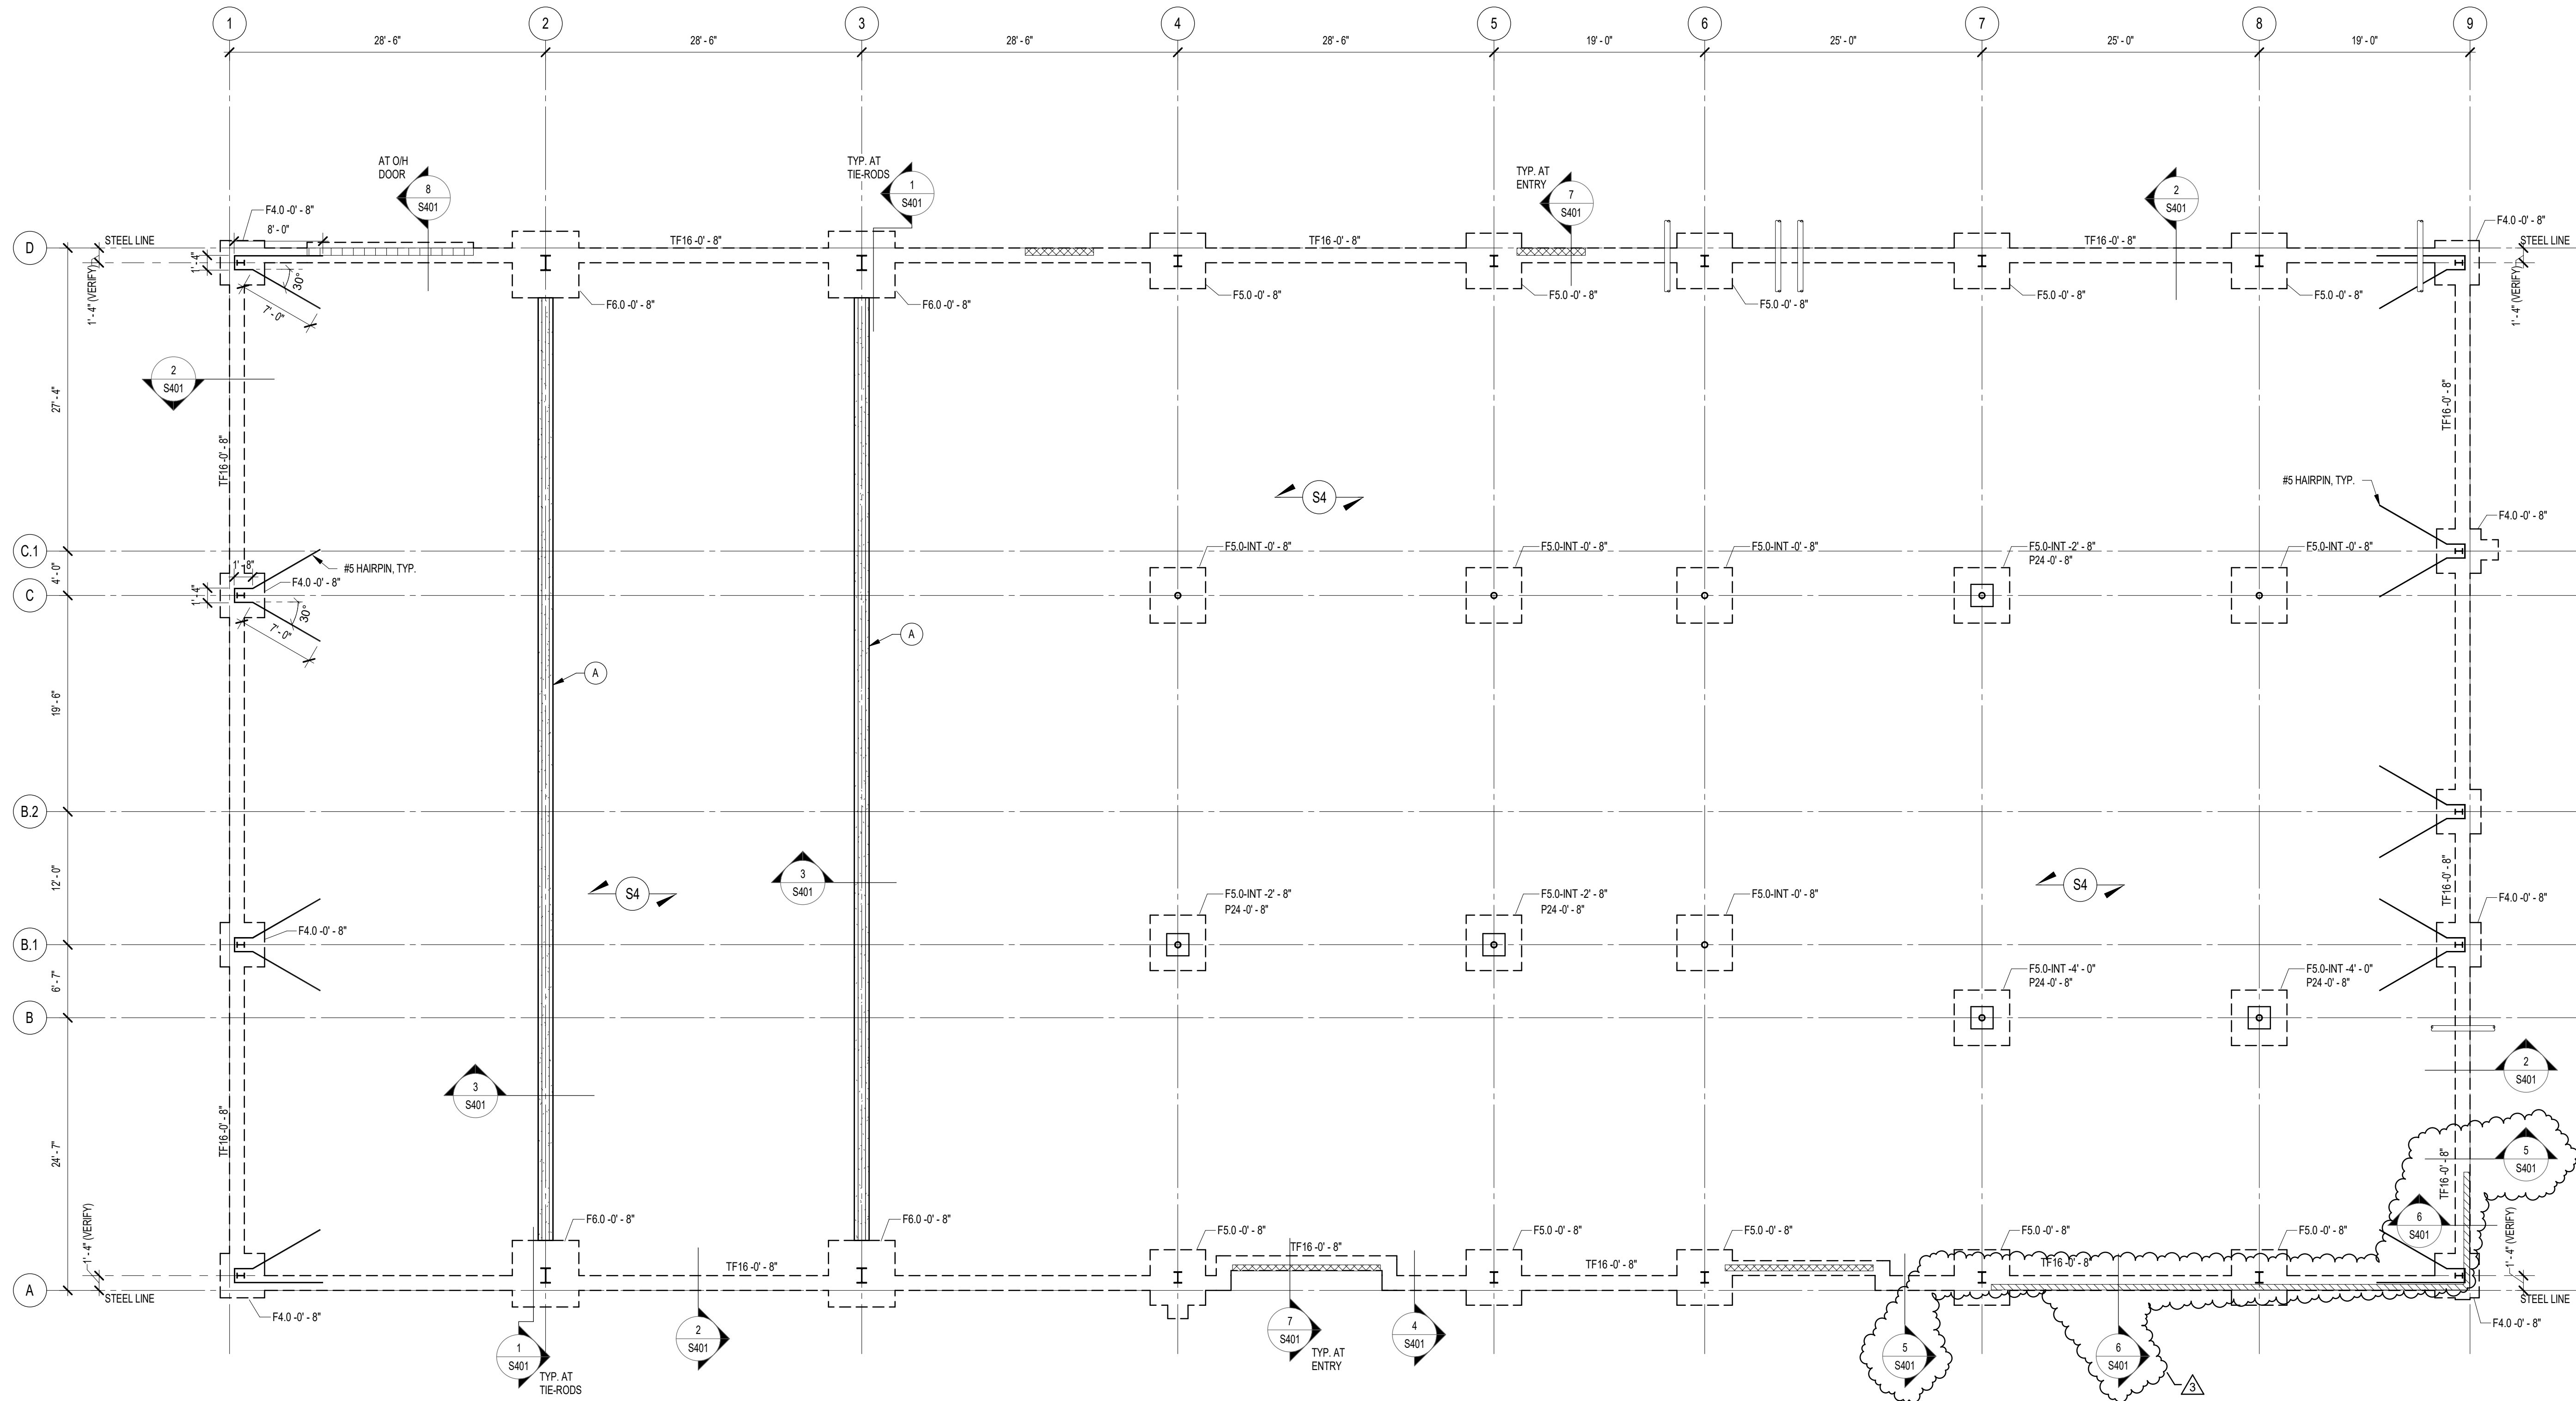 1
2
3
4
5
6
7
8
9
28' - 6"
28' - 6"
28' - 6"
28' - 6"
19' - 0"
25' - 0"
25' - 0"
19' - 0"
AT O/H
DOOR
8
S401
TYP. AT
TIE-RODS
1
S401
TYP. AT
ENTRY
7
S401
2
S401
F4.0 -0' - 8"
8' - 0"
F4.0 -0' - 8"
D
STEEL LINE
TF16 -0' - 8"
TF16 -0' - 8"
TF16 -0' - 8"
STEEL LINE
1' - 4"
30°
7' - 0"
1' - 4" (VERIFY)
F6.0 -0' - 8"
F6.0 -0' - 8"
F5.0 -0' - 8"
F5.0 -0' - 8"
F5.0 -0' - 8"
F5.0 -0' - 8"
F5.0 -0' - 8"
1' - 4" (VERIFY)
2
S401
27' - 4"
TF16 -0' - 8"
TF16 -0' - 8"
S4
#5 HAIRPIN, TYP.
F4.0 -0' - 8"
C.1
F5.0-INT -0' - 8"
F5.0-INT -0' - 8"
F5.0-INT -0' - 8"
F5.0-INT -2' - 8"
P24 -0' - 8"
F5.0-INT -0' - 8"
4' - 0"
1' - 8"
#5 HAIRPIN, TYP.
F4.0 -0' - 8"
C
1' - 4"
30°
7' - 0"
A
A
19' - 6"
B.2
12' - 0"
3
S401
S4
S4
TF16 -0' - 8"
F5.0-INT -2' - 8"
P24 -0' - 8"
F5.0-INT -2' - 8"
P24 -0' - 8"
F5.0-INT -0' - 8"
F4.0 -0' - 8"
F4.0 -0' - 8"
B.1
6' - 7"
F5.0-INT -4' - 0"
P24 -0' - 8"
F5.0-INT -4' - 0"
P24 -0' - 8"
B
3
S401
2
S401
TF16 -0' - 8"
24' - 7"
5
S401
TF16 -0' - 8"
6
S401
1' - 4" (VERIFY)
F6.0 -0' - 8"
F6.0 -0' - 8"
F5.0 -0' - 8"
F5.0 -0' - 8"
F5.0 -0' - 8"
F5.0 -0' - 8"
F5.0 -0' - 8"
1' - 4" (VERIFY)
TF16 -0' - 8"
TF16 -0' - 8"
TF16 -0' - 8"
TF16 -0' - 8"
A
STEEL LINE
STEEL LINE
F4.0 -0' - 8"
F4.0 -0' - 8"
1
S401
TYP. AT
TIE-RODS
2
S401
7
S401
TYP. AT
ENTRY
4
S401
5
S401
6
S401
3